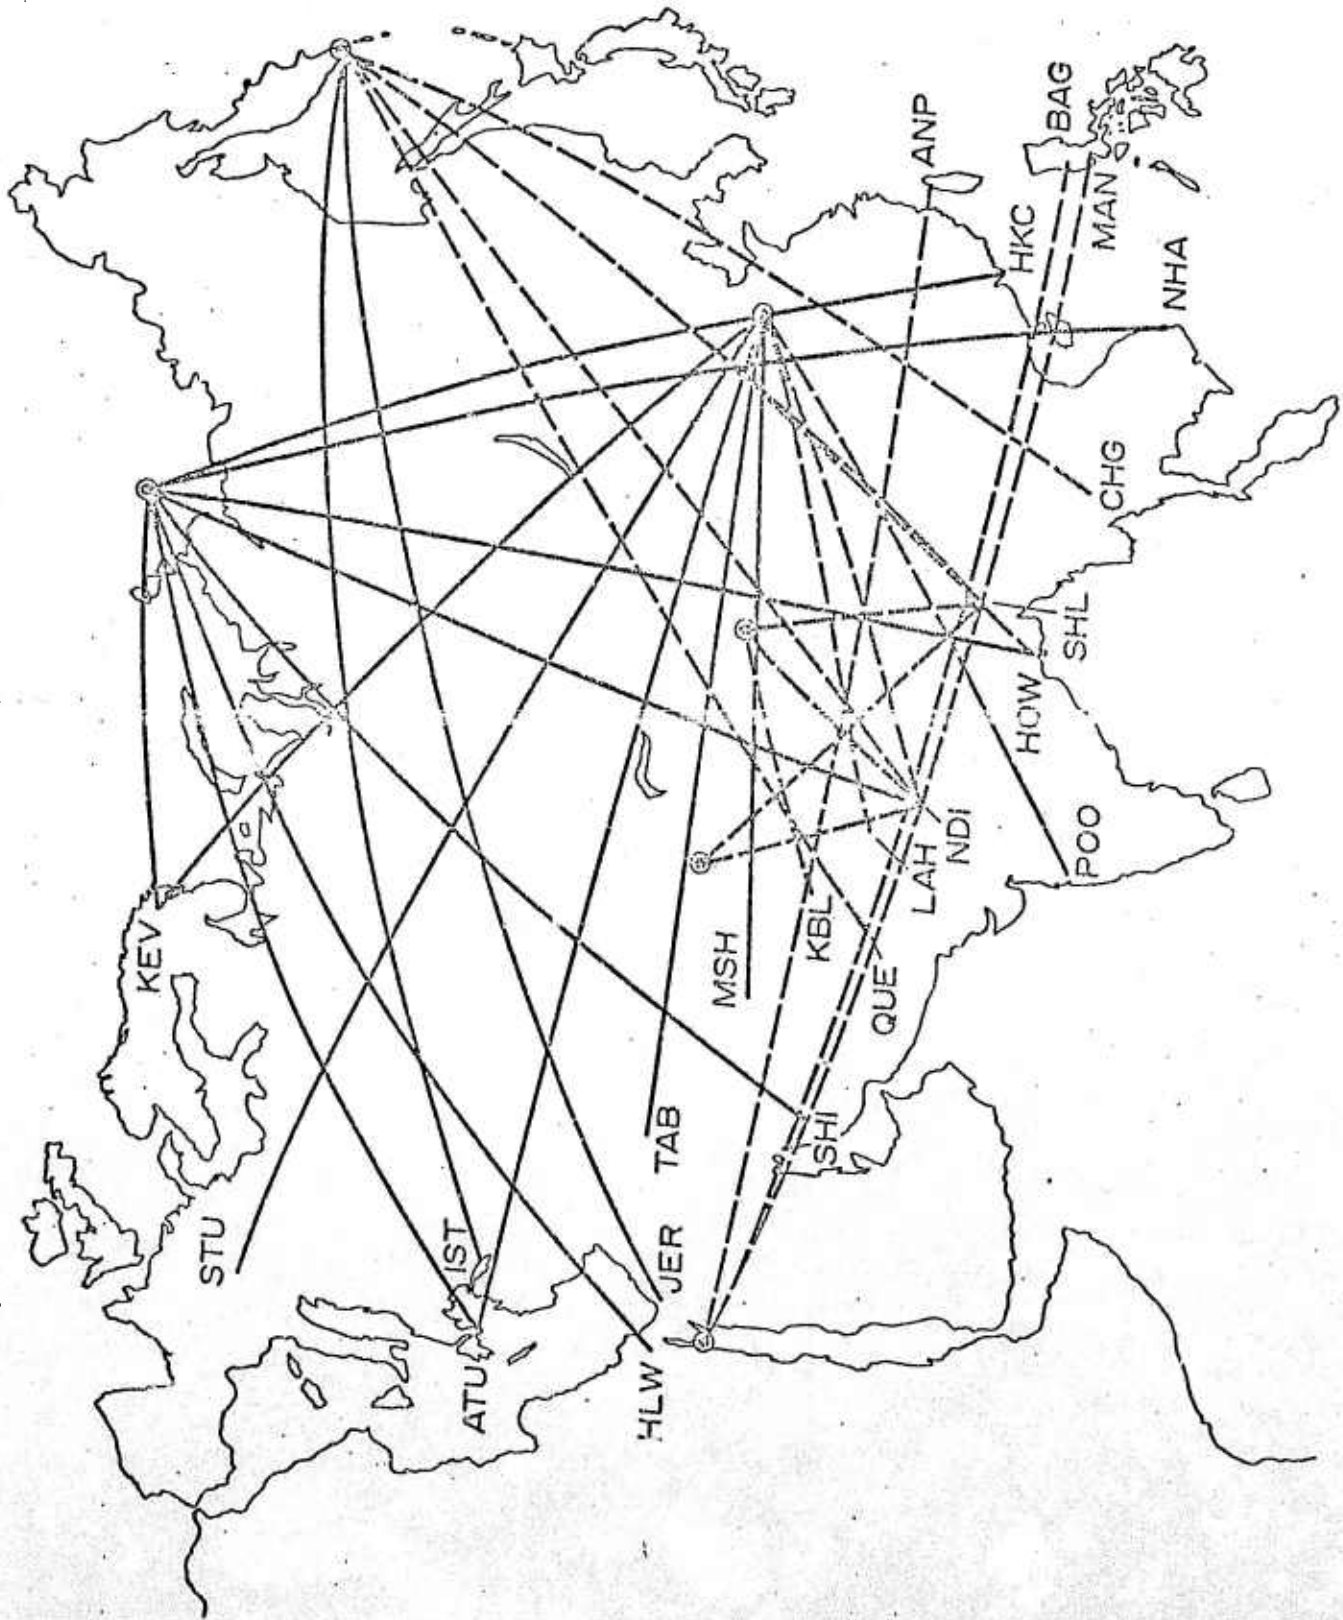 KEV
STU
IST
ATU
HLW
JER
TAB
MSH
KBL
QUE
SHI
LAH
NDI
POO
HOW
SHL
CHG
NHA
MAN
BAG
HKC
ANP